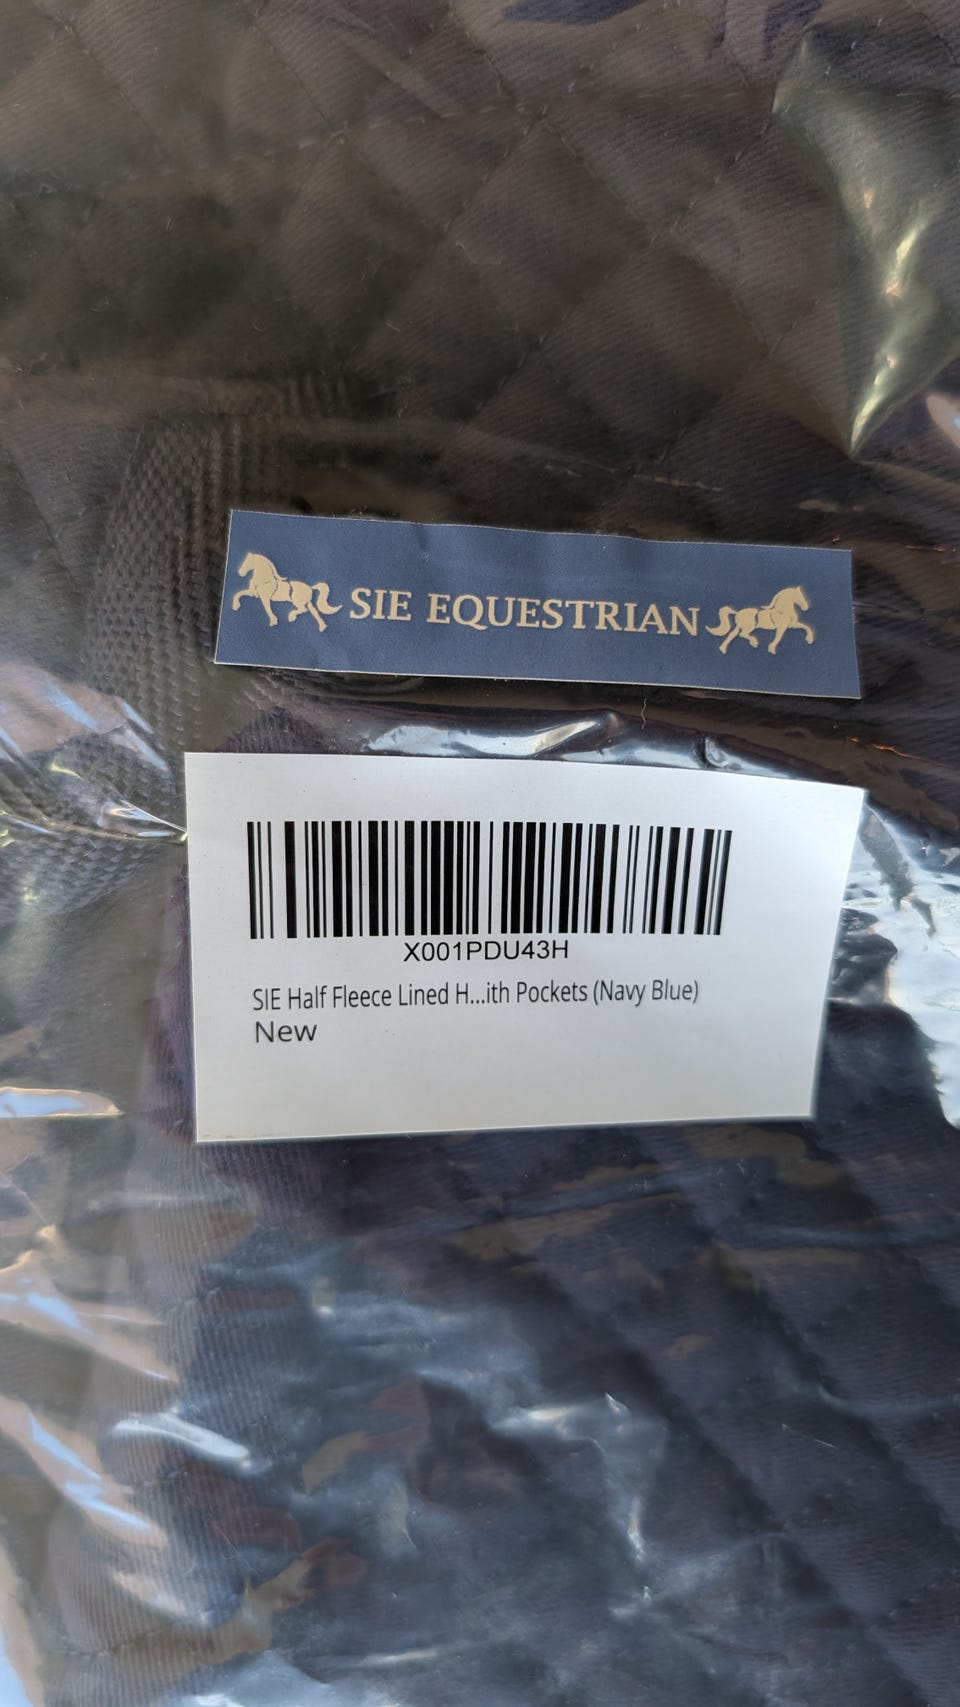 SIE EQUESTRIAN
X001PDU43H
SIE Half Fleece Lined H...ith Pockets (Navy Blue)
New